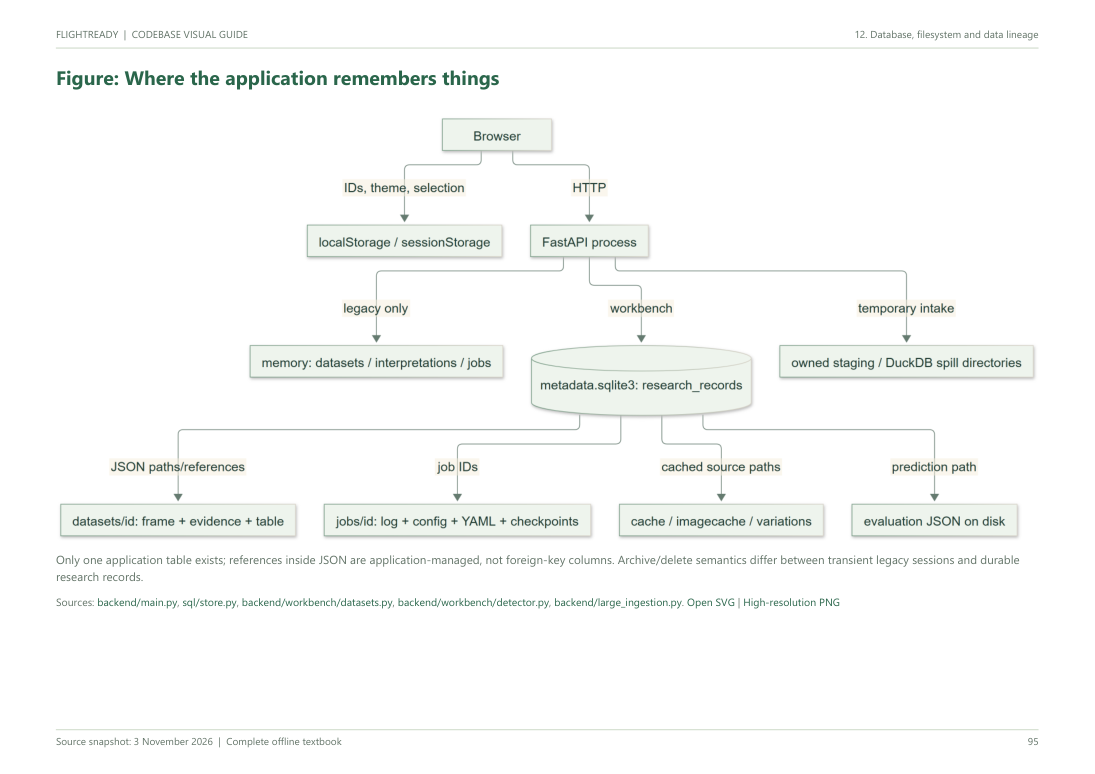 FLIGHTREADY | CODEBASE VISUAL GUIDE
12. Database, filesystem and data lineage
Figure: Where the application remembers things
Browser
IDs, theme, selection
HTTP
localStorage / sessionStorage
FastAPI process
legacy only
workbench
temporary intake
memory: datasets / interpretations / jobs
metadata.sqlite3: research_records
owned staging / DuckDB spill directories
JSON paths/references
job IDs
cached source paths
prediction path
datasets/id: frame + evidence + table
jobs/id: log + config + YAML + checkpoints
cache / imagecache / variations
evaluation JSON on disk
Only one application table exists; references inside JSON are application-managed, not foreign-key columns. Archive/delete semantics differ between transient legacy sessions and durable
research records.
Sources: backend/main.py, sql/store.py, backend/workbench/datasets.py, backend/workbench/detector.py, backend/large_ingestion.py. Open SVG | High-resolution PNG
Source snapshot: 3 November 2026 | Complete offline textbook
95